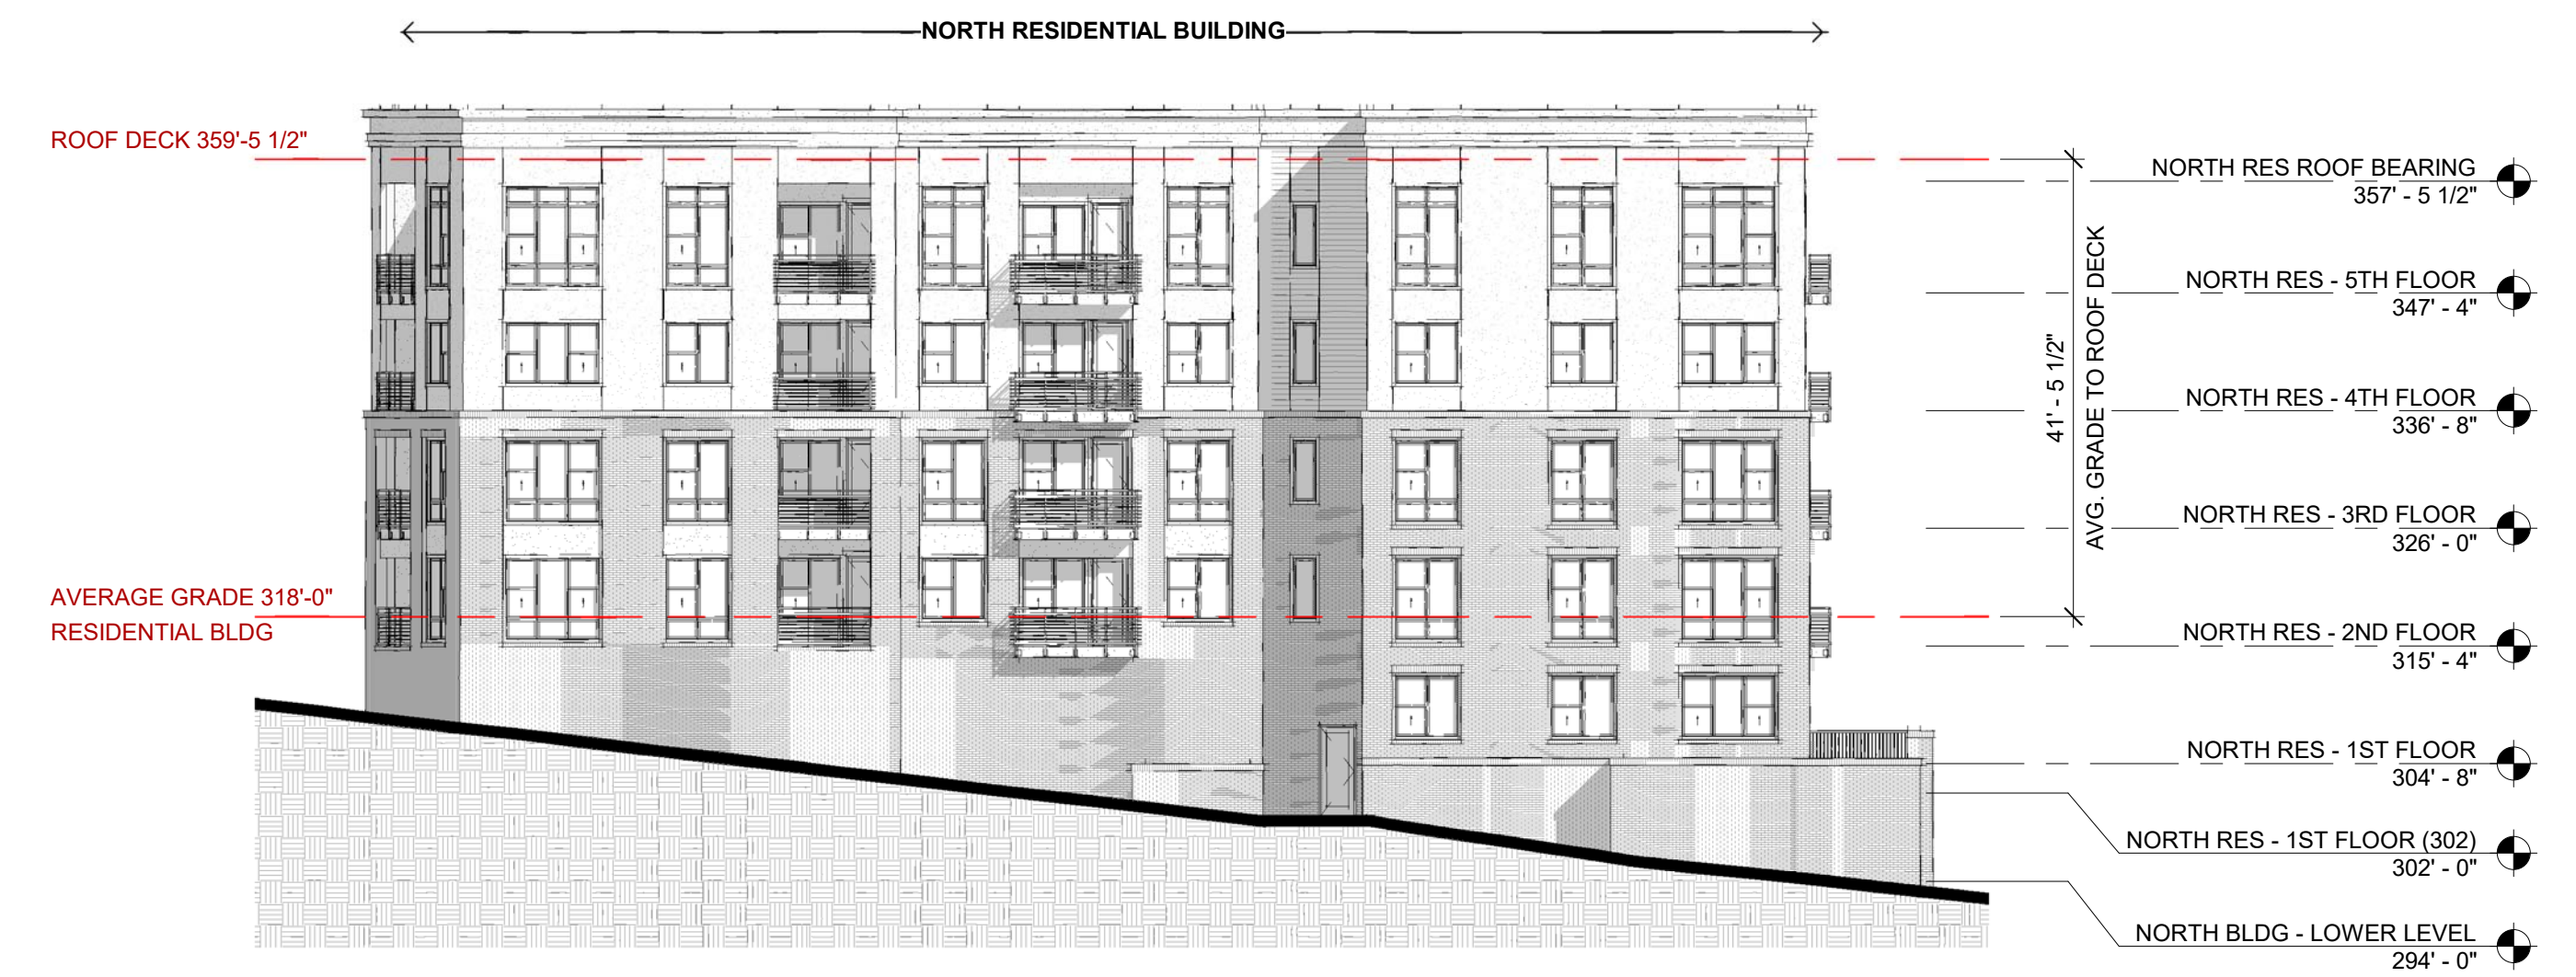 NORTH RESIDENTIAL BUILDING
ROOF DECK 359'-5 1/2"
AVERAGE GRADE 318'-0"
RESIDENTIAL BLDG
41' - 5 1/2"
AVG. GRADE TO ROOF DECK
NORTH RES ROOF BEARING
357' - 5 1/2"
NORTH RES - 5TH FLOOR
347' - 4"
NORTH RES - 4TH FLOOR
336' - 8"
NORTH RES - 3RD FLOOR
326' - 0"
NORTH RES - 2ND FLOOR
315' - 4"
NORTH RES - 1ST FLOOR
304' - 8"
NORTH RES - 1ST FLOOR (302)
302' - 0"
NORTH BLDG - LOWER LEVEL
294' - 0"